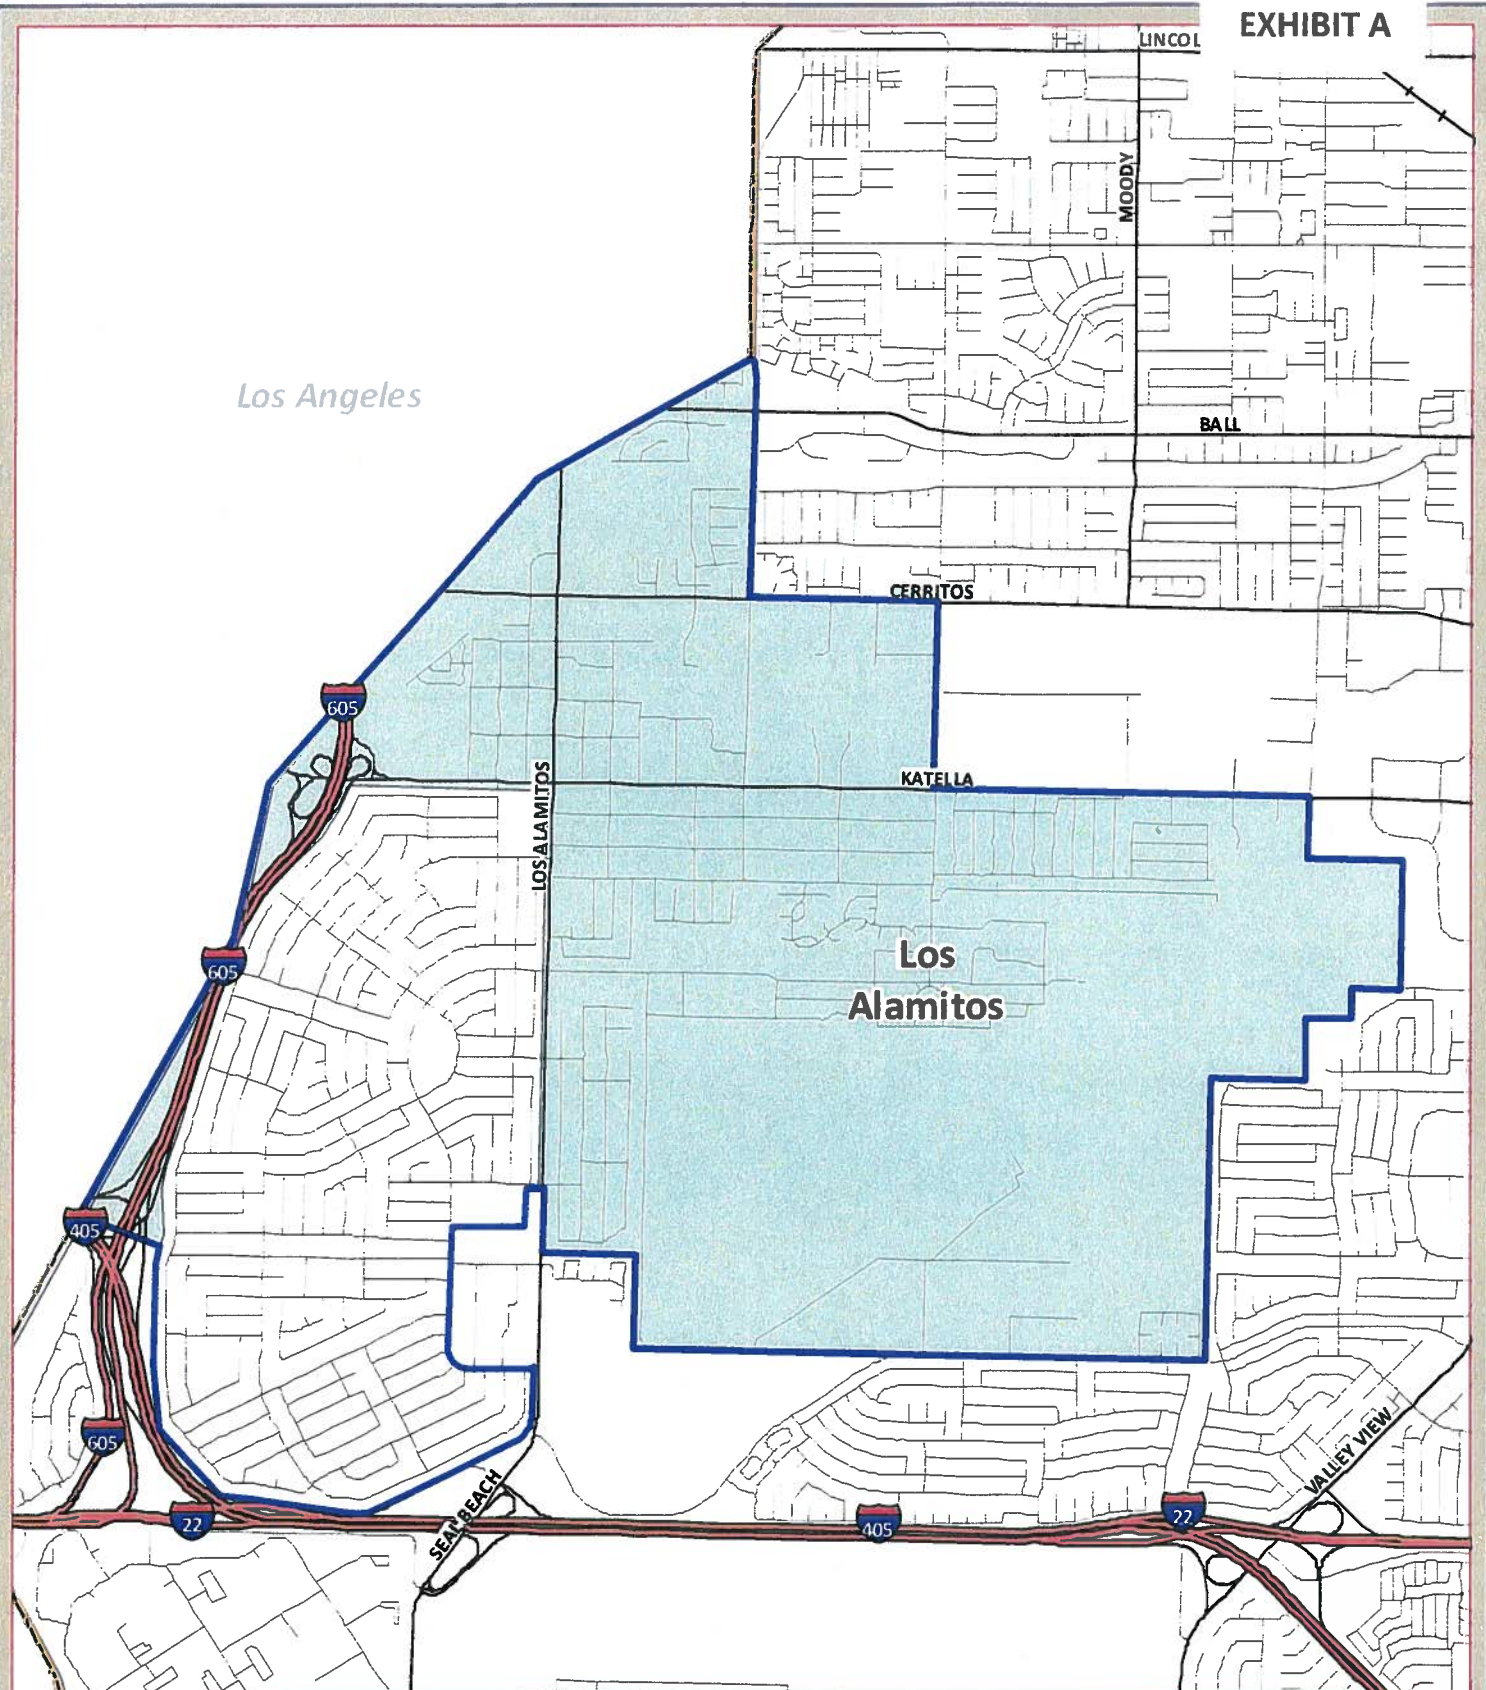 EXHIBIT A
LINCOL
MOODY
Los Angeles
BALL
CERRITOS
605
KATELLA
LOS ALAMITOS
Los
Alamitos
605
405
605
VALLEY VIEW
SEAL BEACH
22
405
22